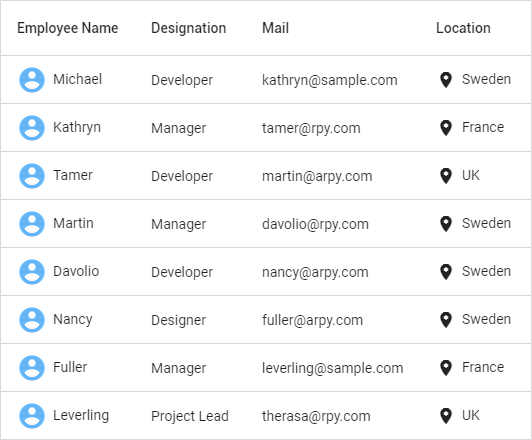 Employee Name Designation Mail Location
Michael Developer kathryn@sample.com Sweden
Kathryn Manager tamer@rpy.com France
Tamer Developer martin@arpy.com UK
Martin Manager davolio@rpy.com Sweden
Davolio Developer nancy@arpy.com Sweden
Nancy Designer fuller@arpy.com Sweden
Fuller Manager leverling@sample.com France
Leverling Project Lead therasa@rpy.com UK